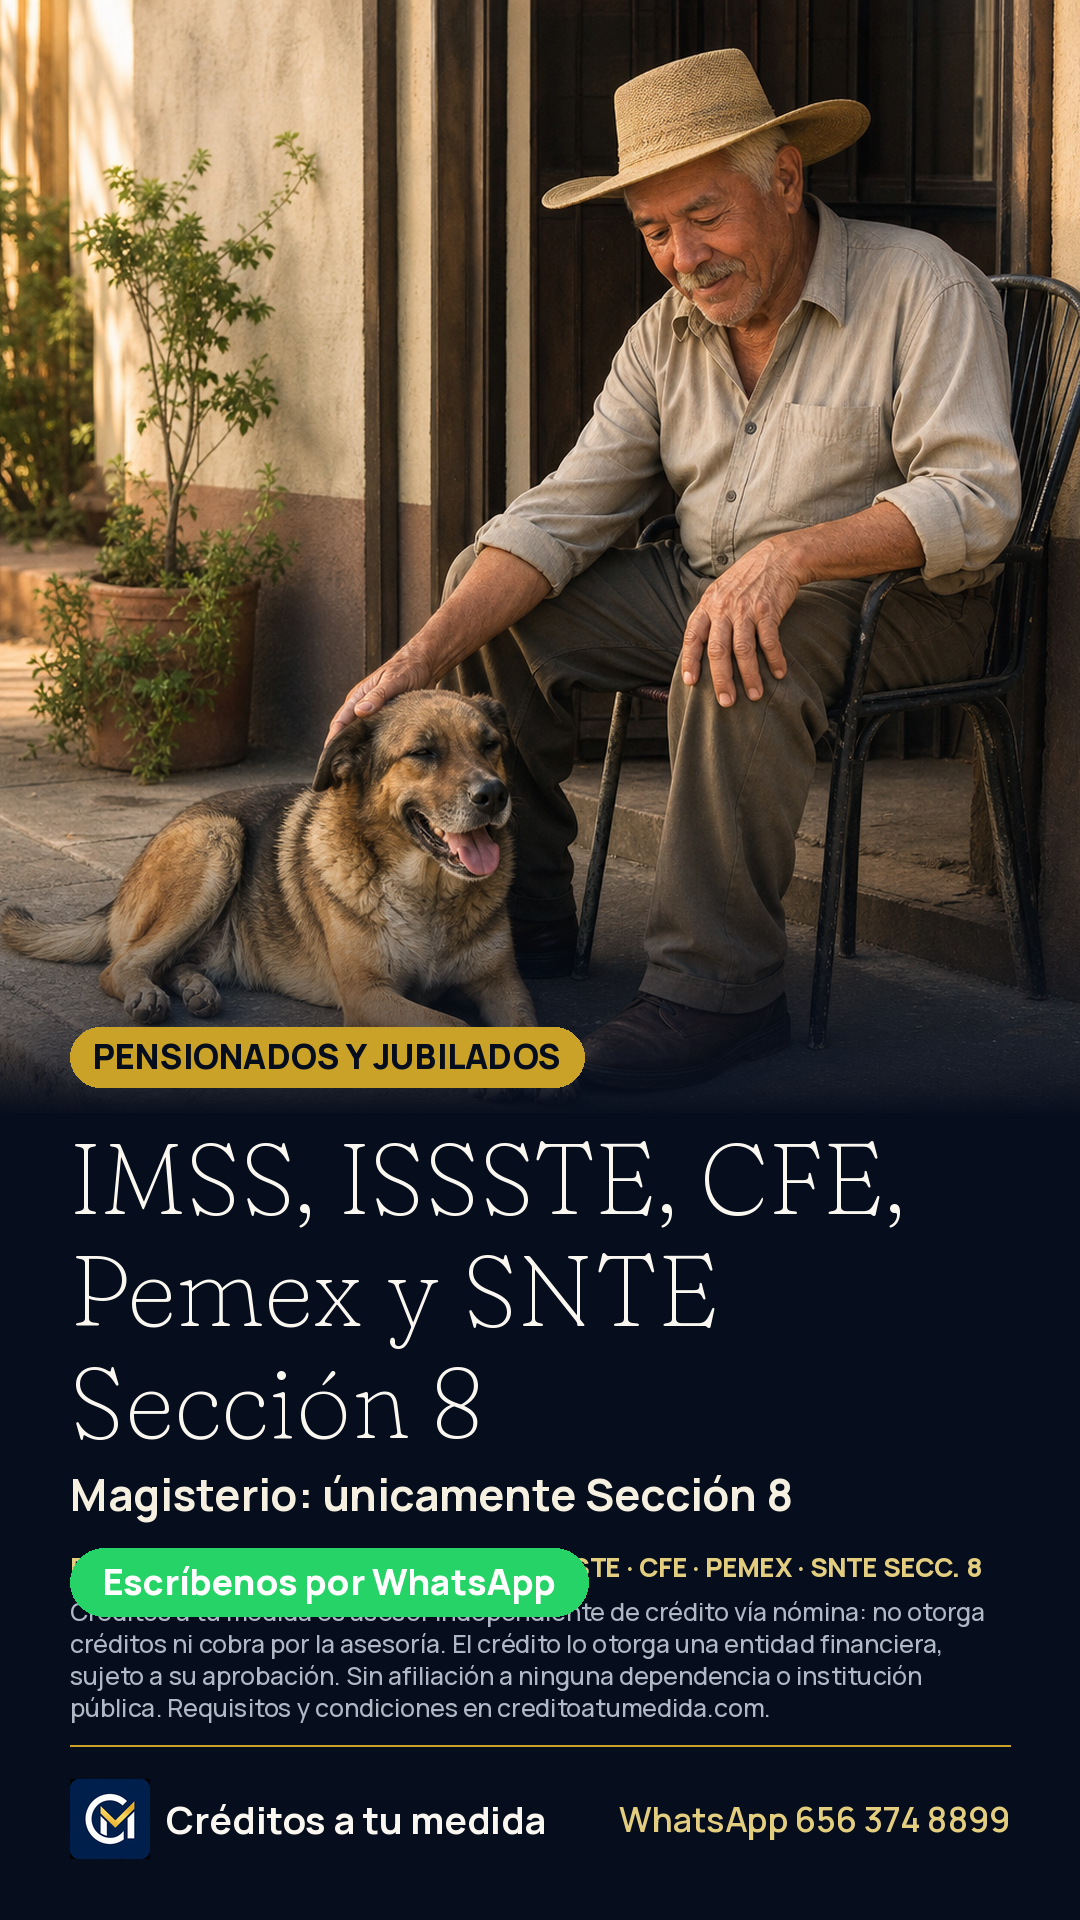 PENSIONADOS Y JUBILADOS
IMSS, ISSSTE, CFE,
Pemex y SNTE
Sección 8
Magisterio: únicamente Sección 8
· CFE · PEMEX · SNTE SECC. 8
Escríbenos por WhatsApp
de crédito vía nómina: no otorga
créditos ni cobra por la asesoría. El crédito lo otorga una entidad financiera,
sujeto a su aprobación. Sin afiliación a ninguna dependencia o institución
pública. Requisitos y condiciones en creditoatumedida.com.
Créditos a tu medida
WhatsApp 656 374 8899